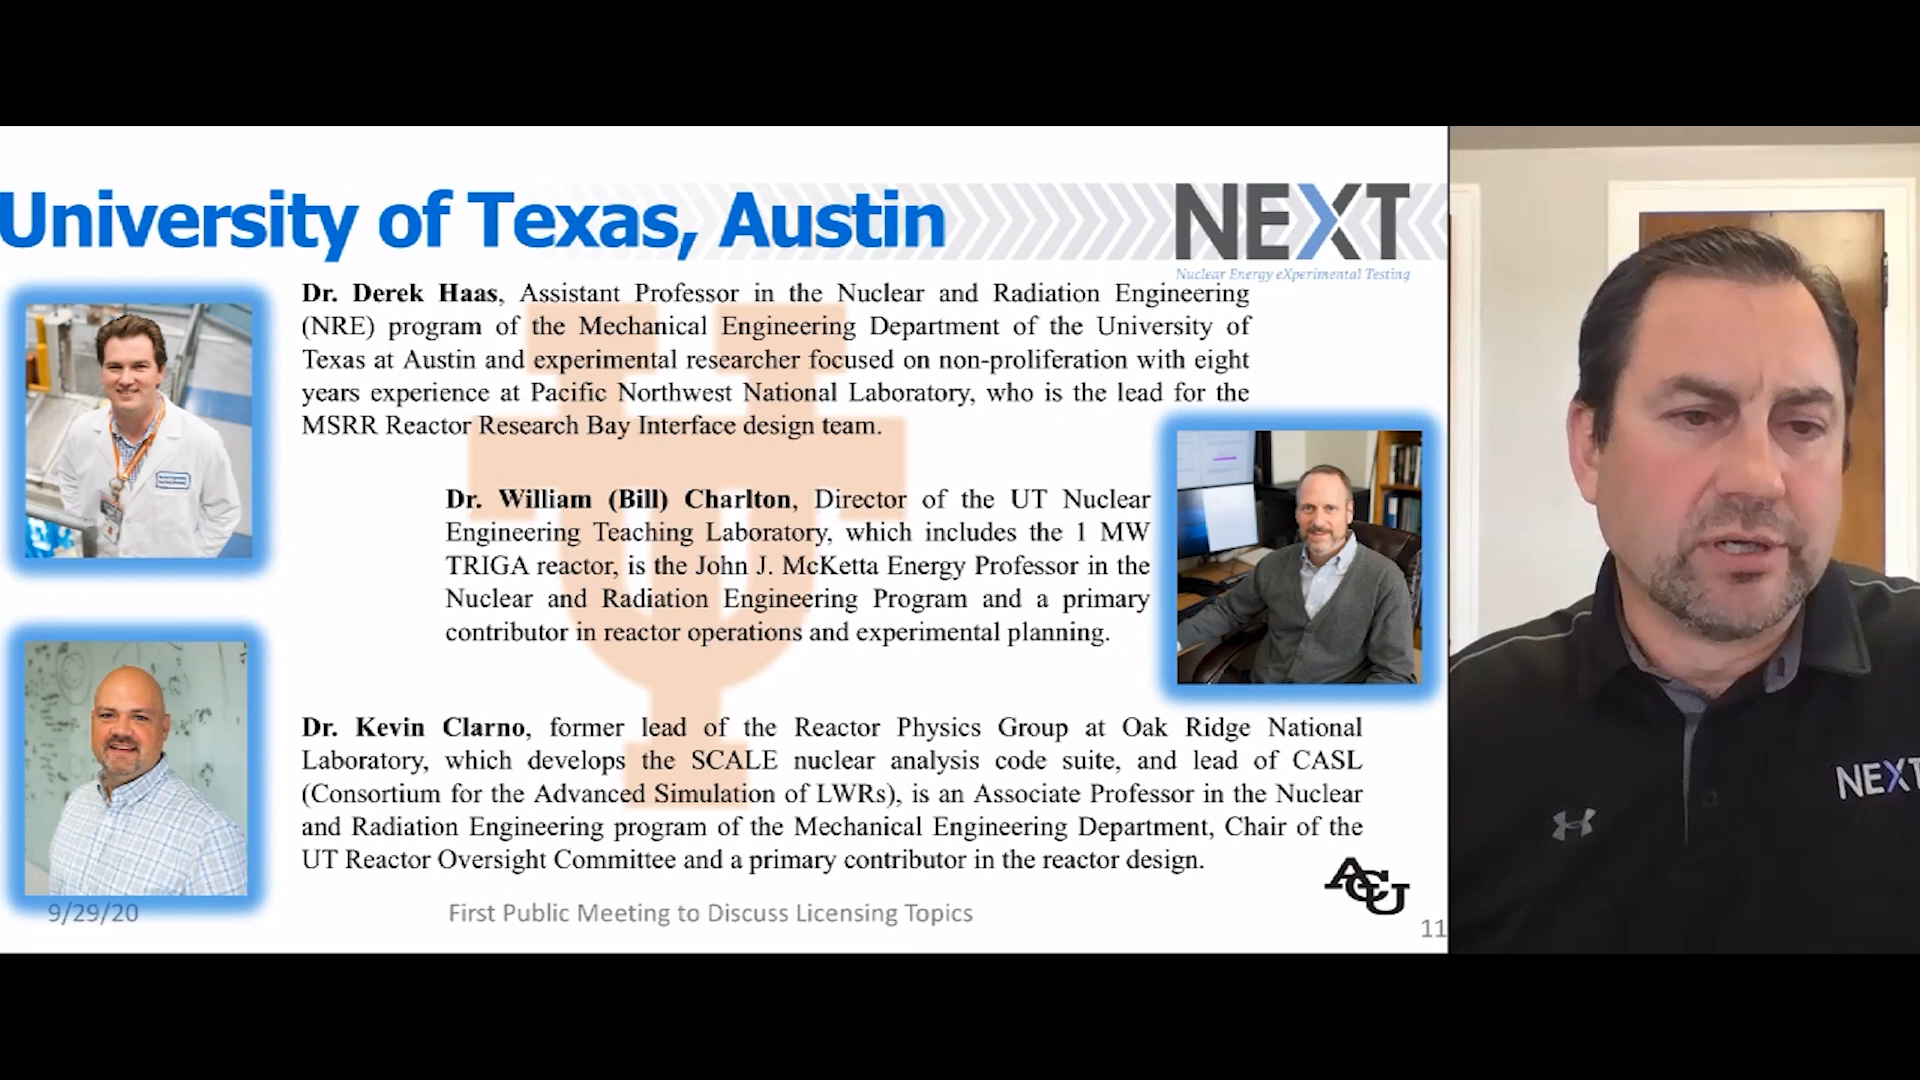 University of Texas, Austin
NEXT
Nuclear Energy eXperimental Testing
Dr. Derek Haas, Assistant Professor in the Nuclear and Radiation Engineering
(NRE) program of the Mechanical Engineering Department of the University of
Texas at Austin and experimental researcher focused on non-proliferation with eight
years experience at Pacific Northwest National Laboratory, who is the lead for the
MSRR Reactor Research Bay Interface design team.
Dr. William (Bill) Charlton, Director of the UT Nuclear
Engineering Teaching Laboratory, which includes the 1 MW
TRIGA reactor, is the John J. McKetta Energy Professor in the
Nuclear and Radiation Engineering Program and a primary
contributor in reactor operations and experimental planning.
Dr. Kevin Clarno, former lead of the Reactor Physics Group at Oak Ridge National
Laboratory, which develops the SCALE nuclear analysis code suite, and lead of CASL
(Consortium for the Advanced Simulation of LWRs), is an Associate Professor in the Nuclear
and Radiation Engineering program of the Mechanical Engineering Department, Chair of the
UT Reactor Oversight Committee and a primary contributor in the reactor design.
ACU
9/29/20
First Public Meeting to Discuss Licensing Topics
11
NEXT